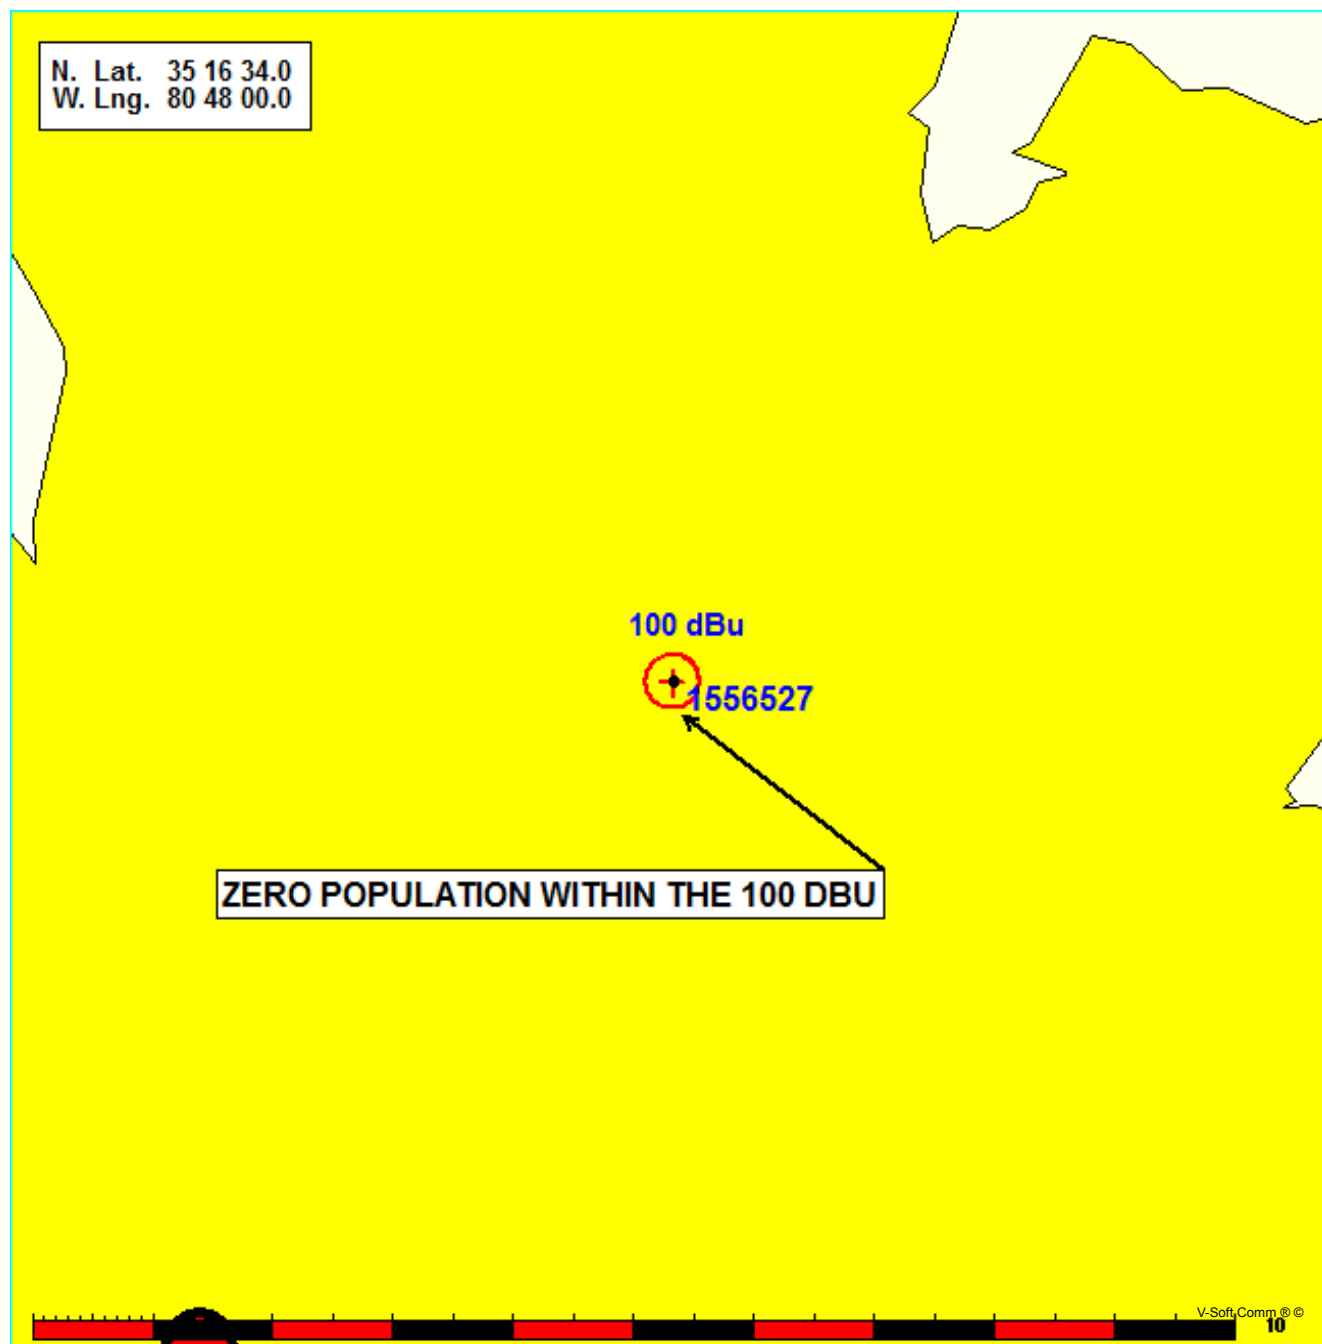 N. Lat. 35 16 34.0
W. Lng. 80 48 00.0
100 dBu
1556527
ZERO POPULATION WITHIN THE 100 DBU
V-Soft Comm ® ©
10